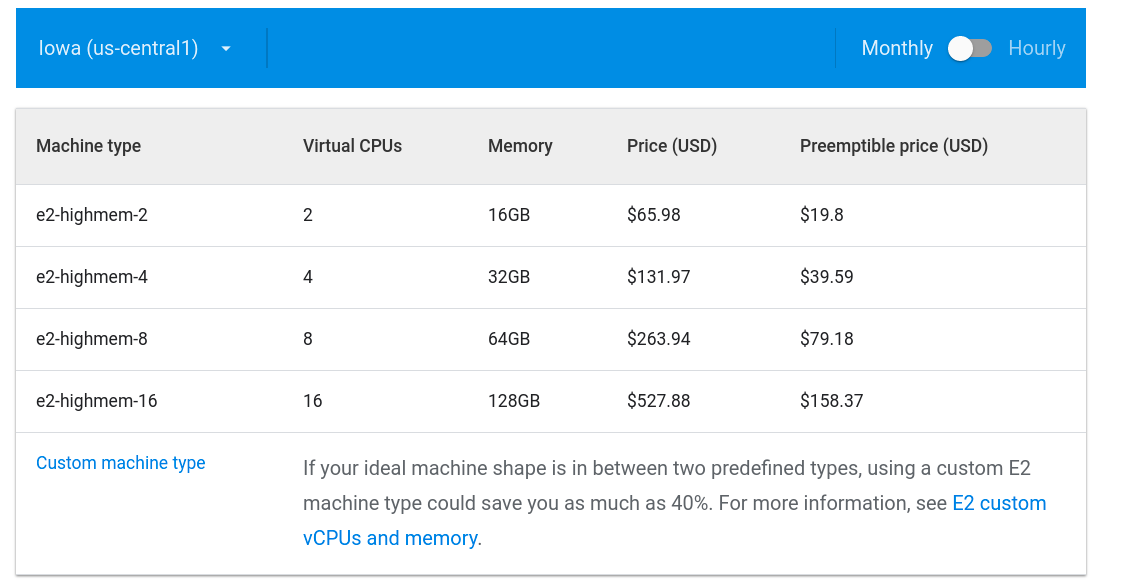 Iowa (us-central1) Monthly Hourly
Machine type Virtual CPUs Memory Price (USD) Preemptible price (USD)
e2-highmem-2 2 16GB $65.98 $19.8
e2-highmem-4 4 32GB $131.97 $39.59
e2-highmem-8 8 64GB $263.94 $79.18
e2-highmem-16 16 128GB $527.88 $158.37
Custom machine type If your ideal machine shape is in between two predefined types, using a custom E2
machine type could save you as much as 40%. For more information, see E2 custom
vCPUs and memory.